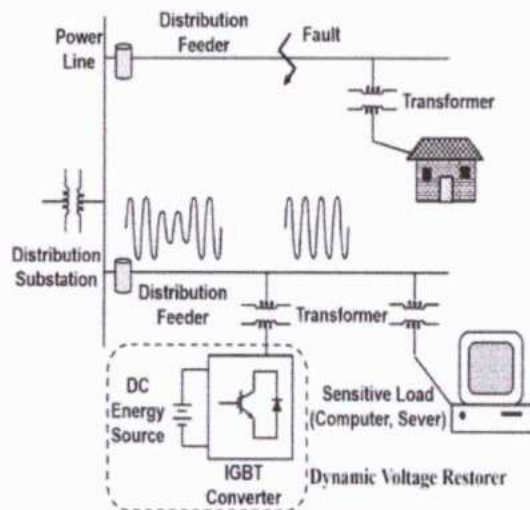 Distribution
Feeder
Power
Line
Fault
Transformer
Distribution
Substation
Distribution
Feeder
Transformer
DC
Energy
Source
Sensitive Load
(Computer, Sever)
IGBT
Converter
Dynamic Voltage Restorer